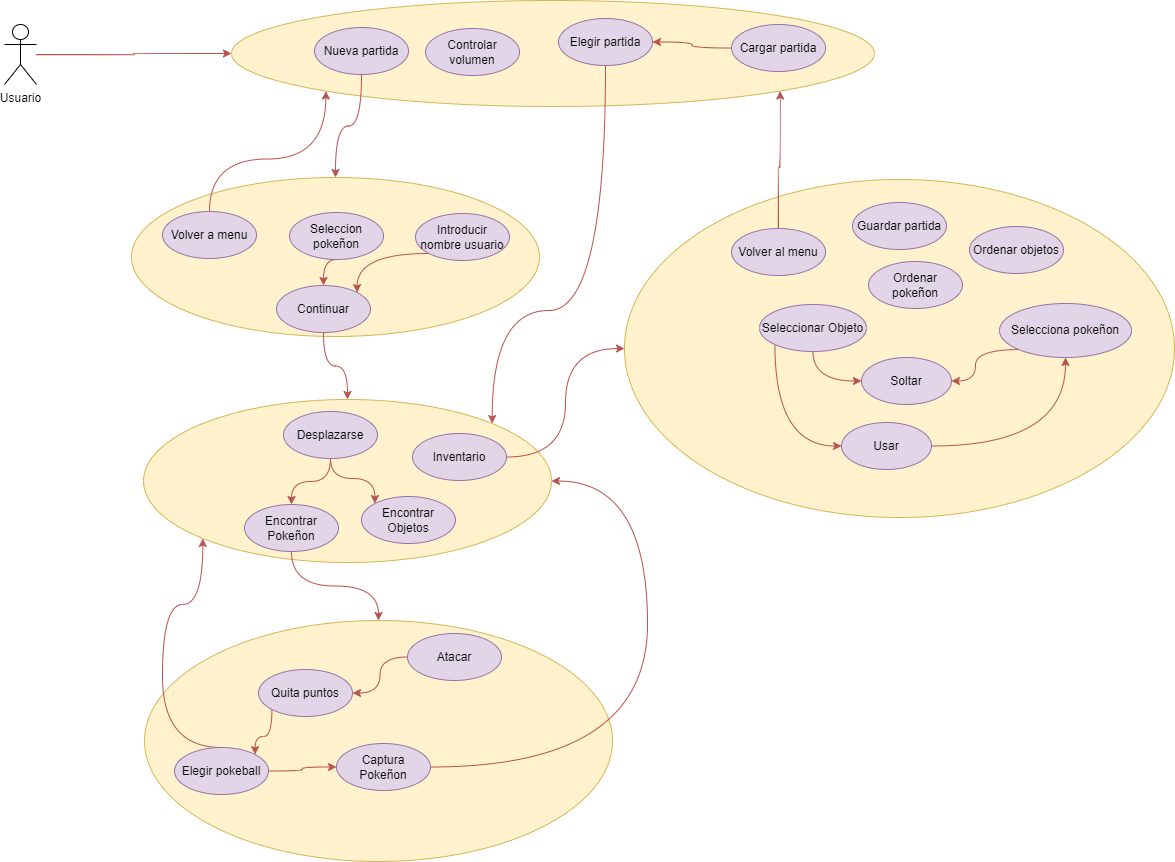 Usuario
Nueva partida
Controlar
volumen
Elegir partida
Cargar partida
Volver a menu
Seleccion
pokeñon
Introducir
nombre usuario
Continuar
Volver al menu
Guardar partida
Ordenar objetos
Ordenar
pokeñon
Seleccionar Objeto
Selecciona pokeñon
Soltar
Usar
Desplazarse
Inventario
Encontrar
Pokeñon
Encontrar
Objetos
Atacar
Quita puntos
Elegir pokeball
Captura
Pokeñon